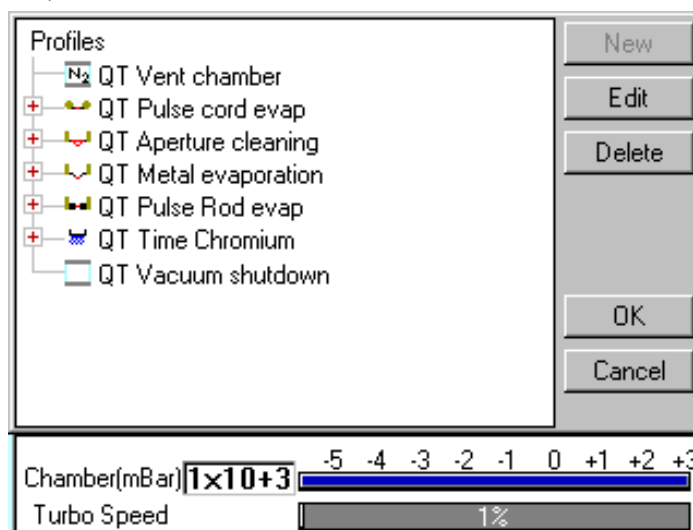 Profiles
N2 QT Vent chamber
QT Pulse cord evap
QT Aperture cleaning
QT Metal evaporation
QT Pulse Rod evap
QT Time Chromium
QT Vacuum shutdown
New
Edit
Delete
OK
Cancel
-5 -4 -3 -2 -1 0 +1 +2 +3
Chamber(mBar) 1x10+3
Turbo Speed 1%